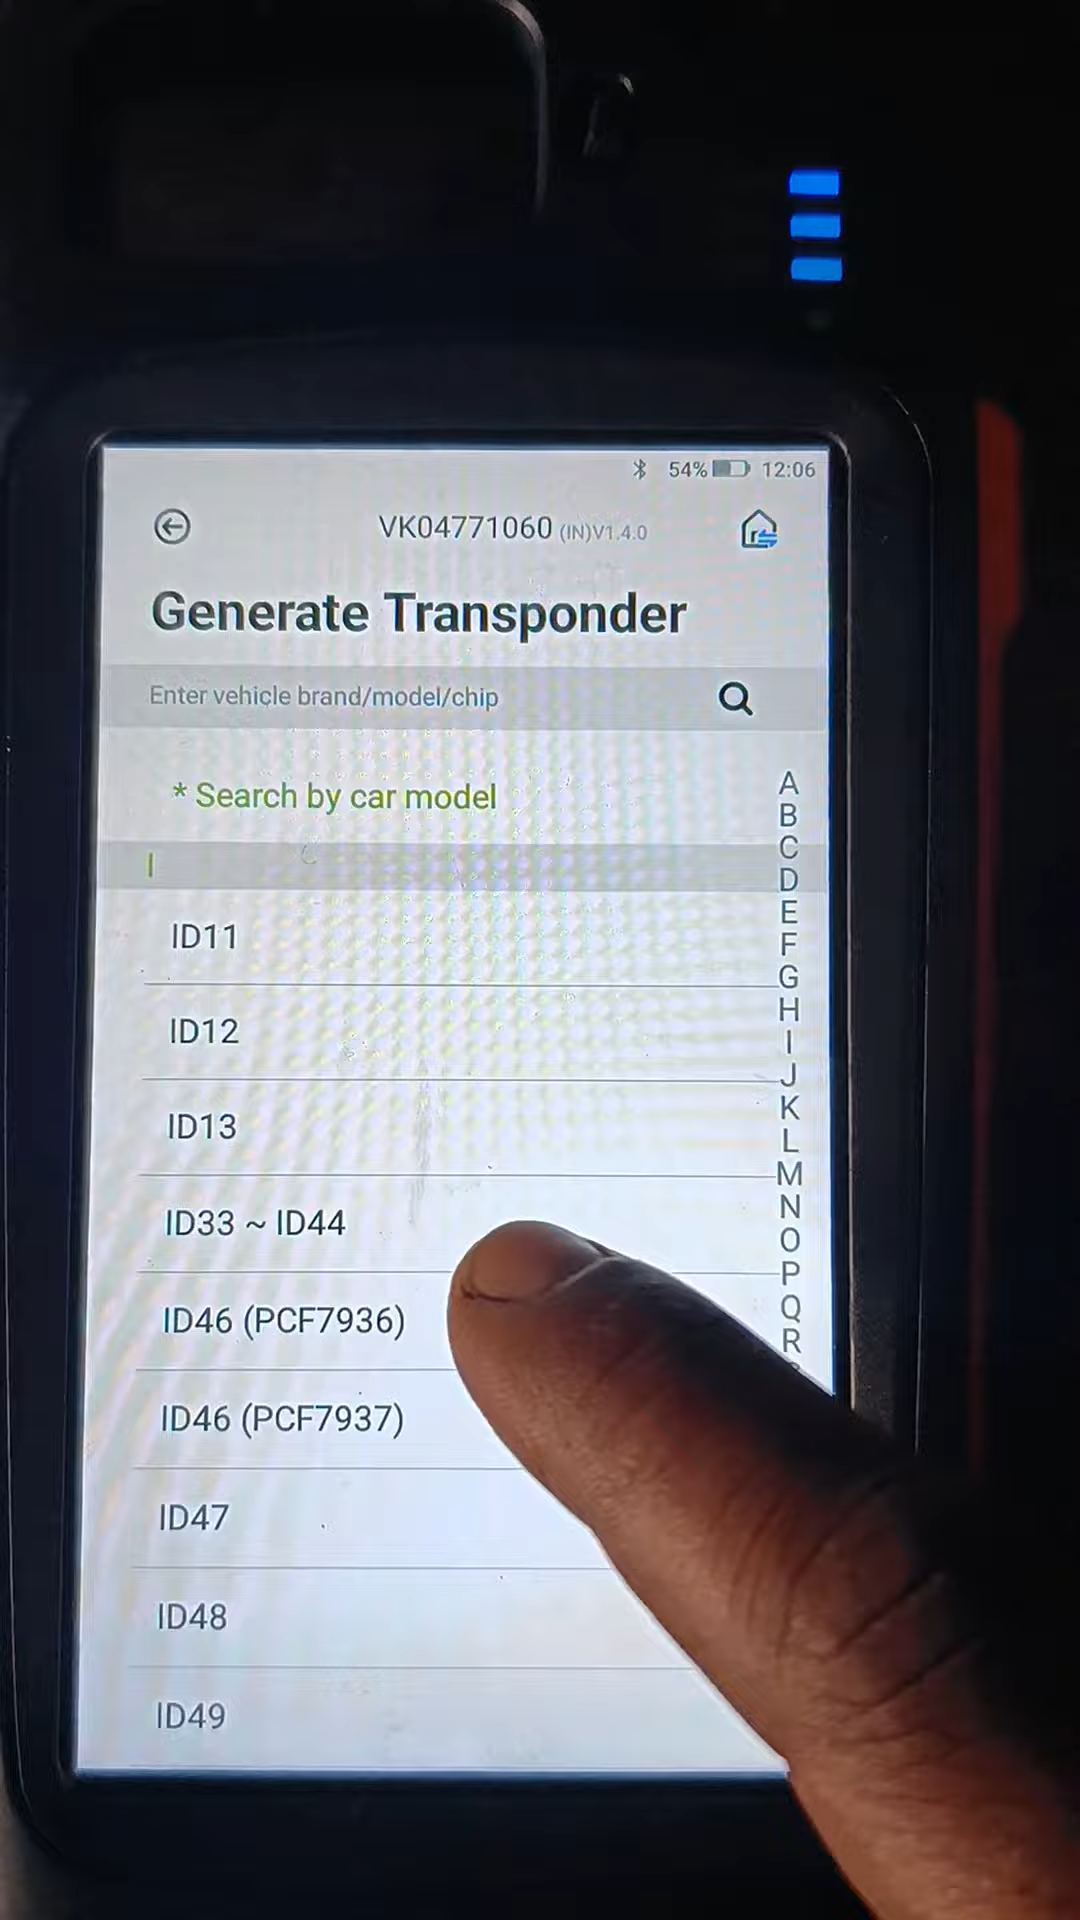 54% 12:06
VK04771060 (IN)V1.4.0
Generate Transponder
Enter vehicle brand/model/chip
* Search by car model
I
ID11
ID12
ID13
ID33 ~ ID44
ID46 (PCF7936)
ID46 (PCF7937)
ID47
ID48
ID49
A
B
C
D
E
F
G
H
I
J
K
L
M
N
O
P
Q
R